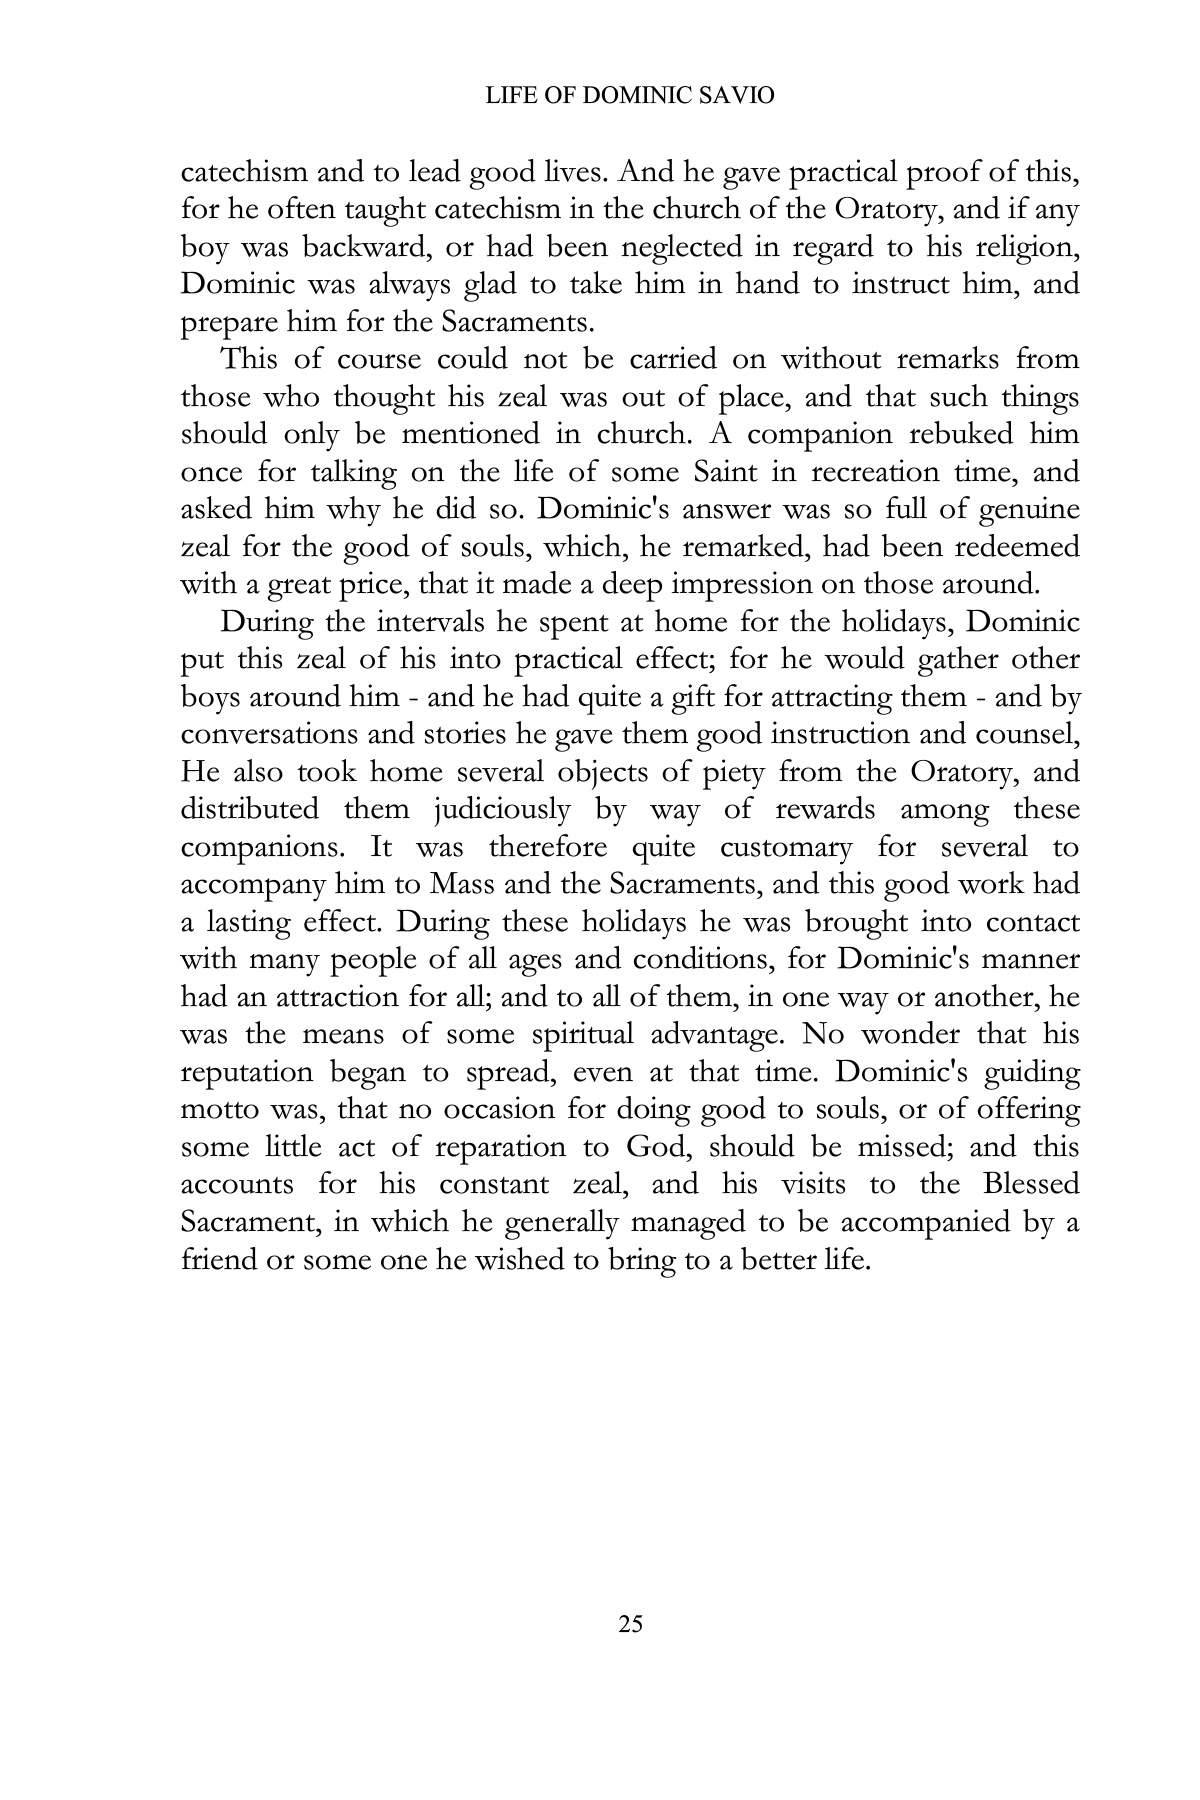 LIFE OF DOMINIC SAVIO
catechism and to lead good lives. And he gave practical proof of this,
for he often taught catechism in the church of the Oratory, and if any
boy was backward, or had been neglected in regard to his religion,
Dominic was always glad to take him in hand to instruct him, and
prepare him for the Sacraments.
This of course could not be carried on without remarks from
those who thought his zeal was out of place, and that such things
should only be mentioned in church. A companion rebuked him
once for talking on the life of some Saint in recreation time, and
asked him why he did so. Dominic's answer was so full of genuine
zeal for the good of souls, which, he remarked, had been redeemed
with a great price, that it made a deep impression on those around.
During the intervals he spent at home for the holidays, Dominic
put this zeal of his into practical effect; for he would gather other
boys around him - and he had quite a gift for attracting them - and by
conversations and stories he gave them good instruction and counsel,
He also took home several objects of piety from the Oratory, and
distributed them judiciously by way of rewards among these
companions. It was therefore quite customary for several to
accompany him to Mass and the Sacraments, and this good work had
a lasting effect. During these holidays he was brought into contact
with many people of all ages and conditions, for Dominic's manner
had an attraction for all; and to all of them, in one way or another, he
was the means of some spiritual advantage. No wonder that his
reputation began to spread, even at that time. Dominic's guiding
motto was, that no occasion for doing good to souls, or of offering
some little act of reparation to God, should be missed; and this
accounts for his constant zeal, and his visits to the Blessed
Sacrament, in which he generally managed to be accompanied by a
friend or some one he wished to bring to a better life.
25